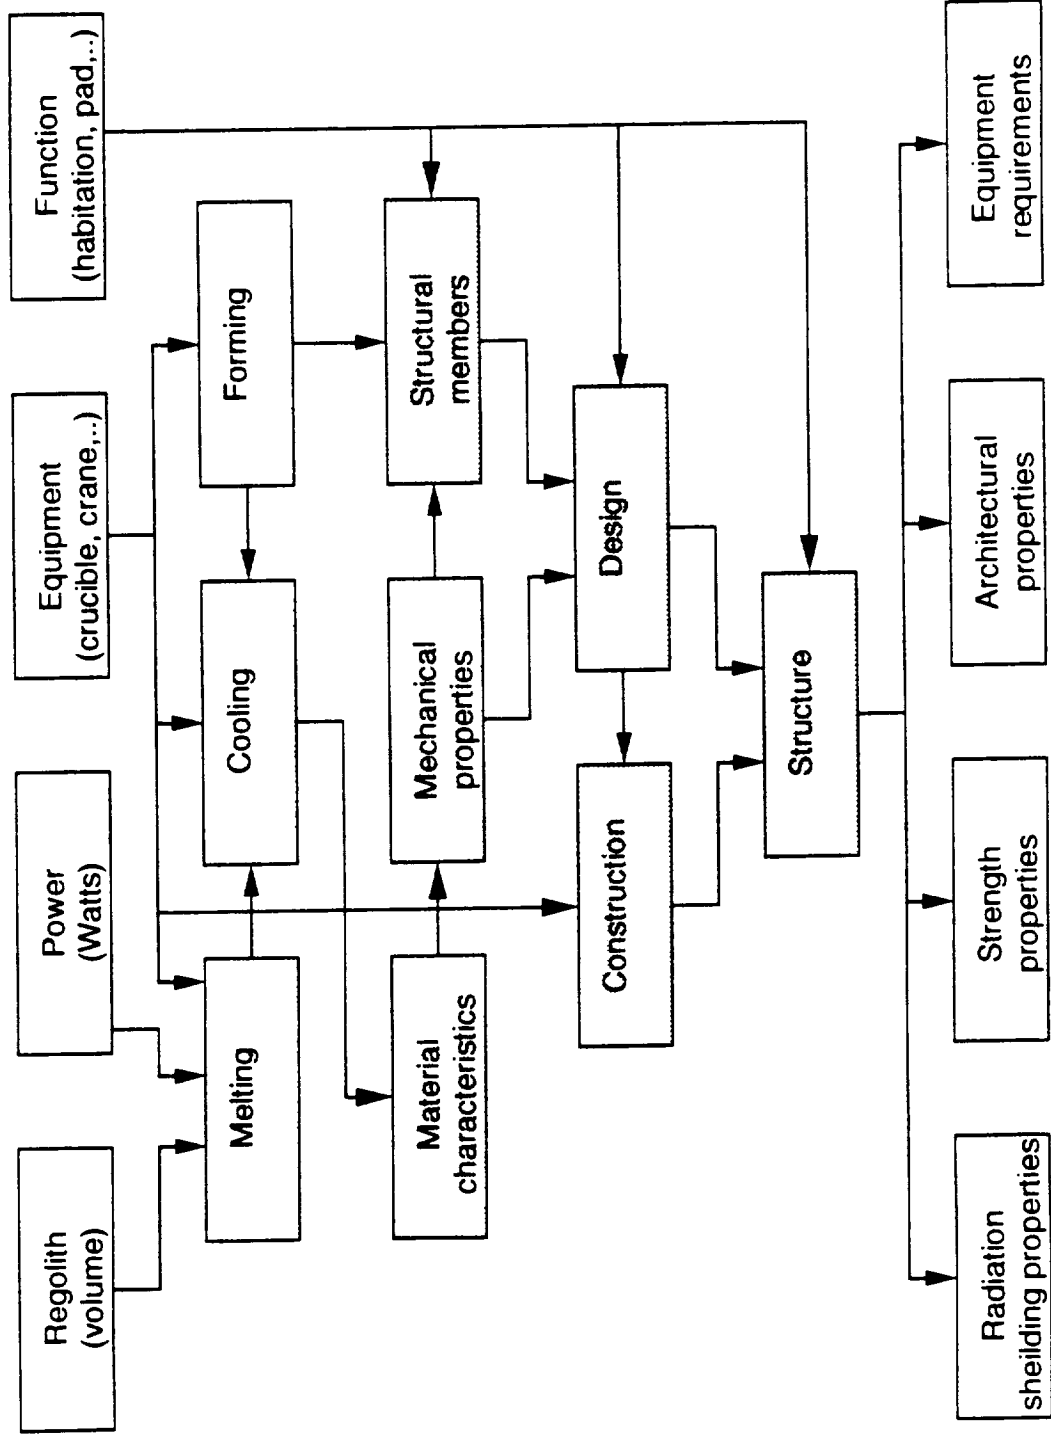 Regolith
(volume)
Power
(Watts)
Equipment
(crucible, crane,..)
Function
(habitation, pad,..)
Melting
Cooling
Forming
Material
characteristics
Mechanical
properties
Structural
members
Construction
Design
Structure
Radiation
sheilding properties
Strength
properties
Architectural
properties
Equipment
requirements